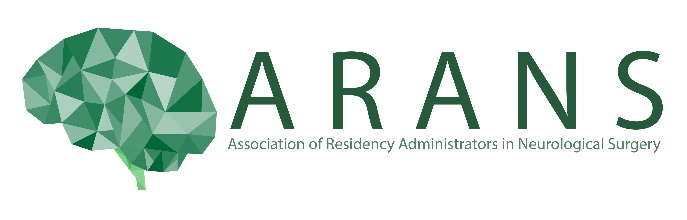 ARANS
Association of Residency Administrators in Neurological Surgery